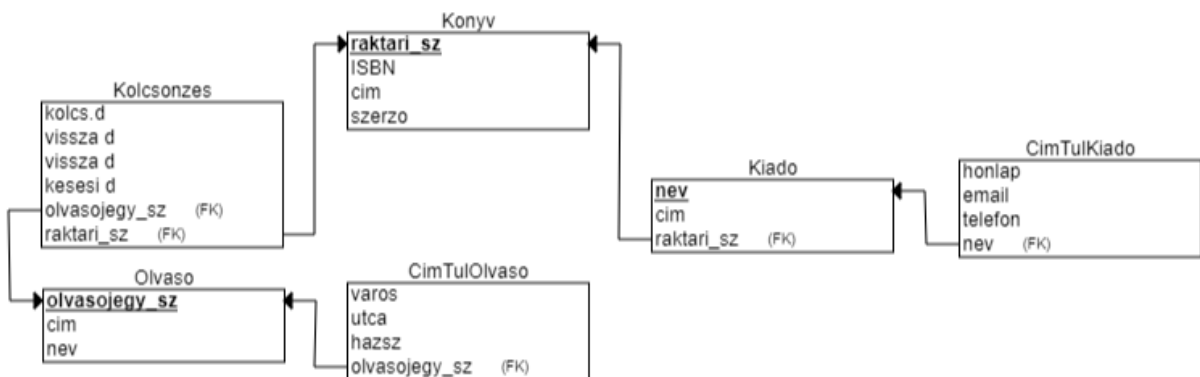 Konyv
raktari_sz
ISBN
cim
szerzo
Kolcsonzes
kolcs.d
vissza d
vissza d
kesesi d
olvasojegy_sz (FK)
raktari_sz (FK)
Kiado
nev
cim
raktari_sz (FK)
CimTulKiado
honlap
email
telefon
nev (FK)
Olvaso
olvasojegy_sz
cim
nev
CimTulOlvaso
varos
utca
hazsz
olvasojegy_sz (FK)